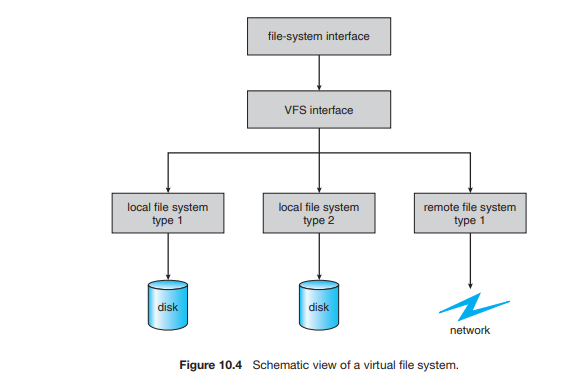 file-system interface
VFS interface
local file system
type 1
local file system
type 2
remote file system
type 1
disk
disk
network
Figure 10.4 Schematic view of a virtual file system.